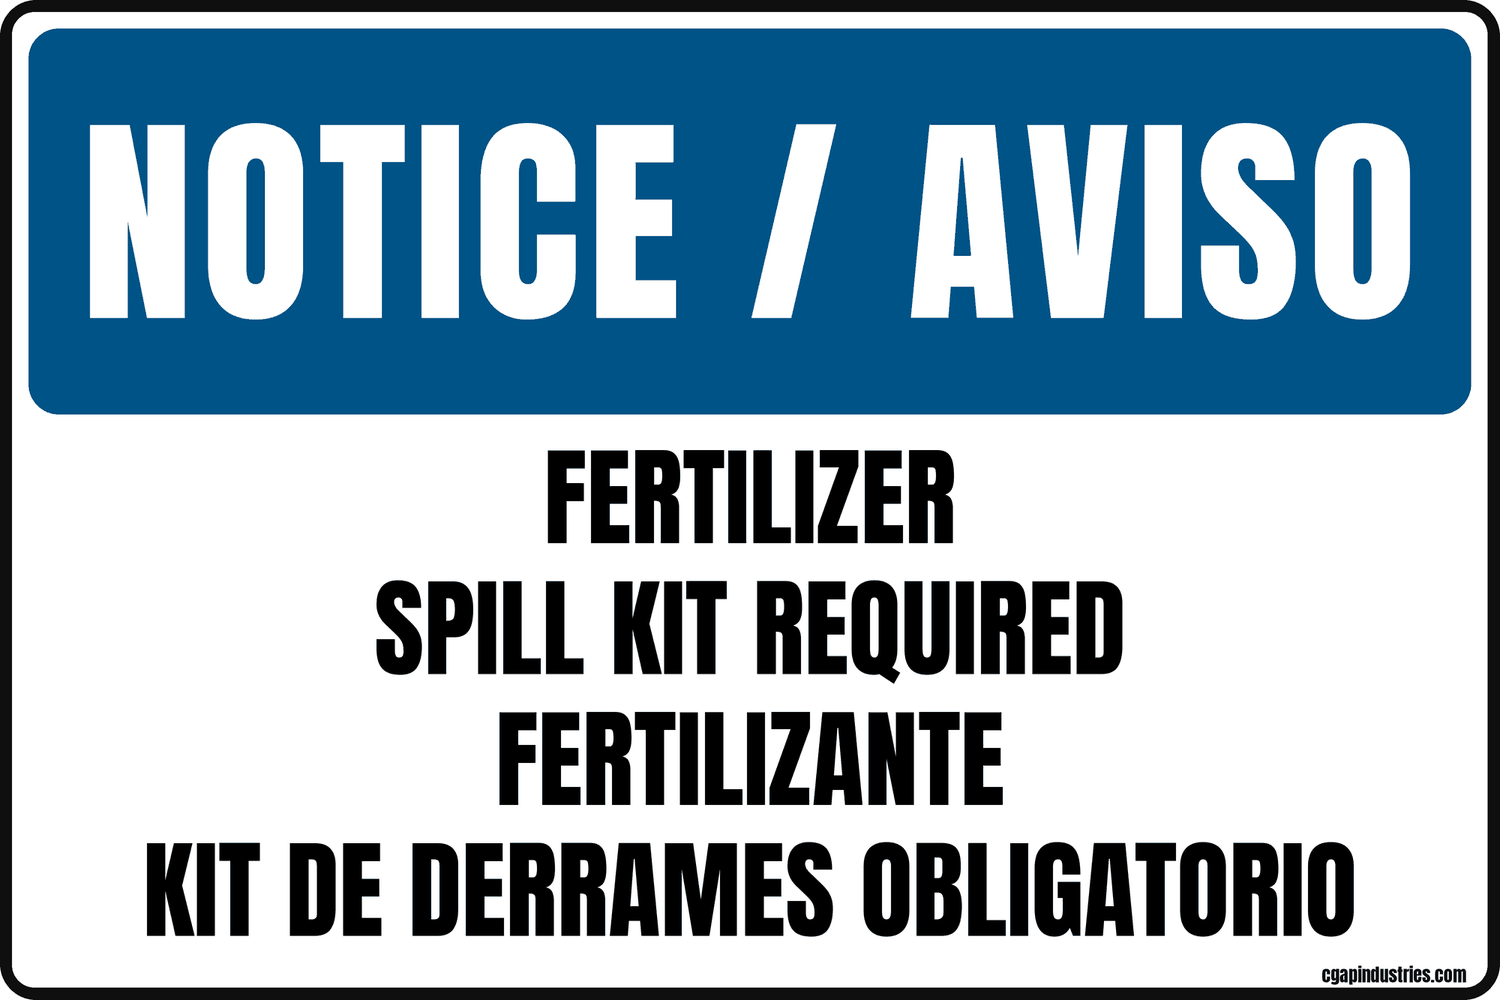 NOTICE / AVISO
FERTILIZER
SPILL KIT REQUIRED
FERTILIZANTE
KIT DE DERRAMES OBLIGATORIO
cgapindustries.com